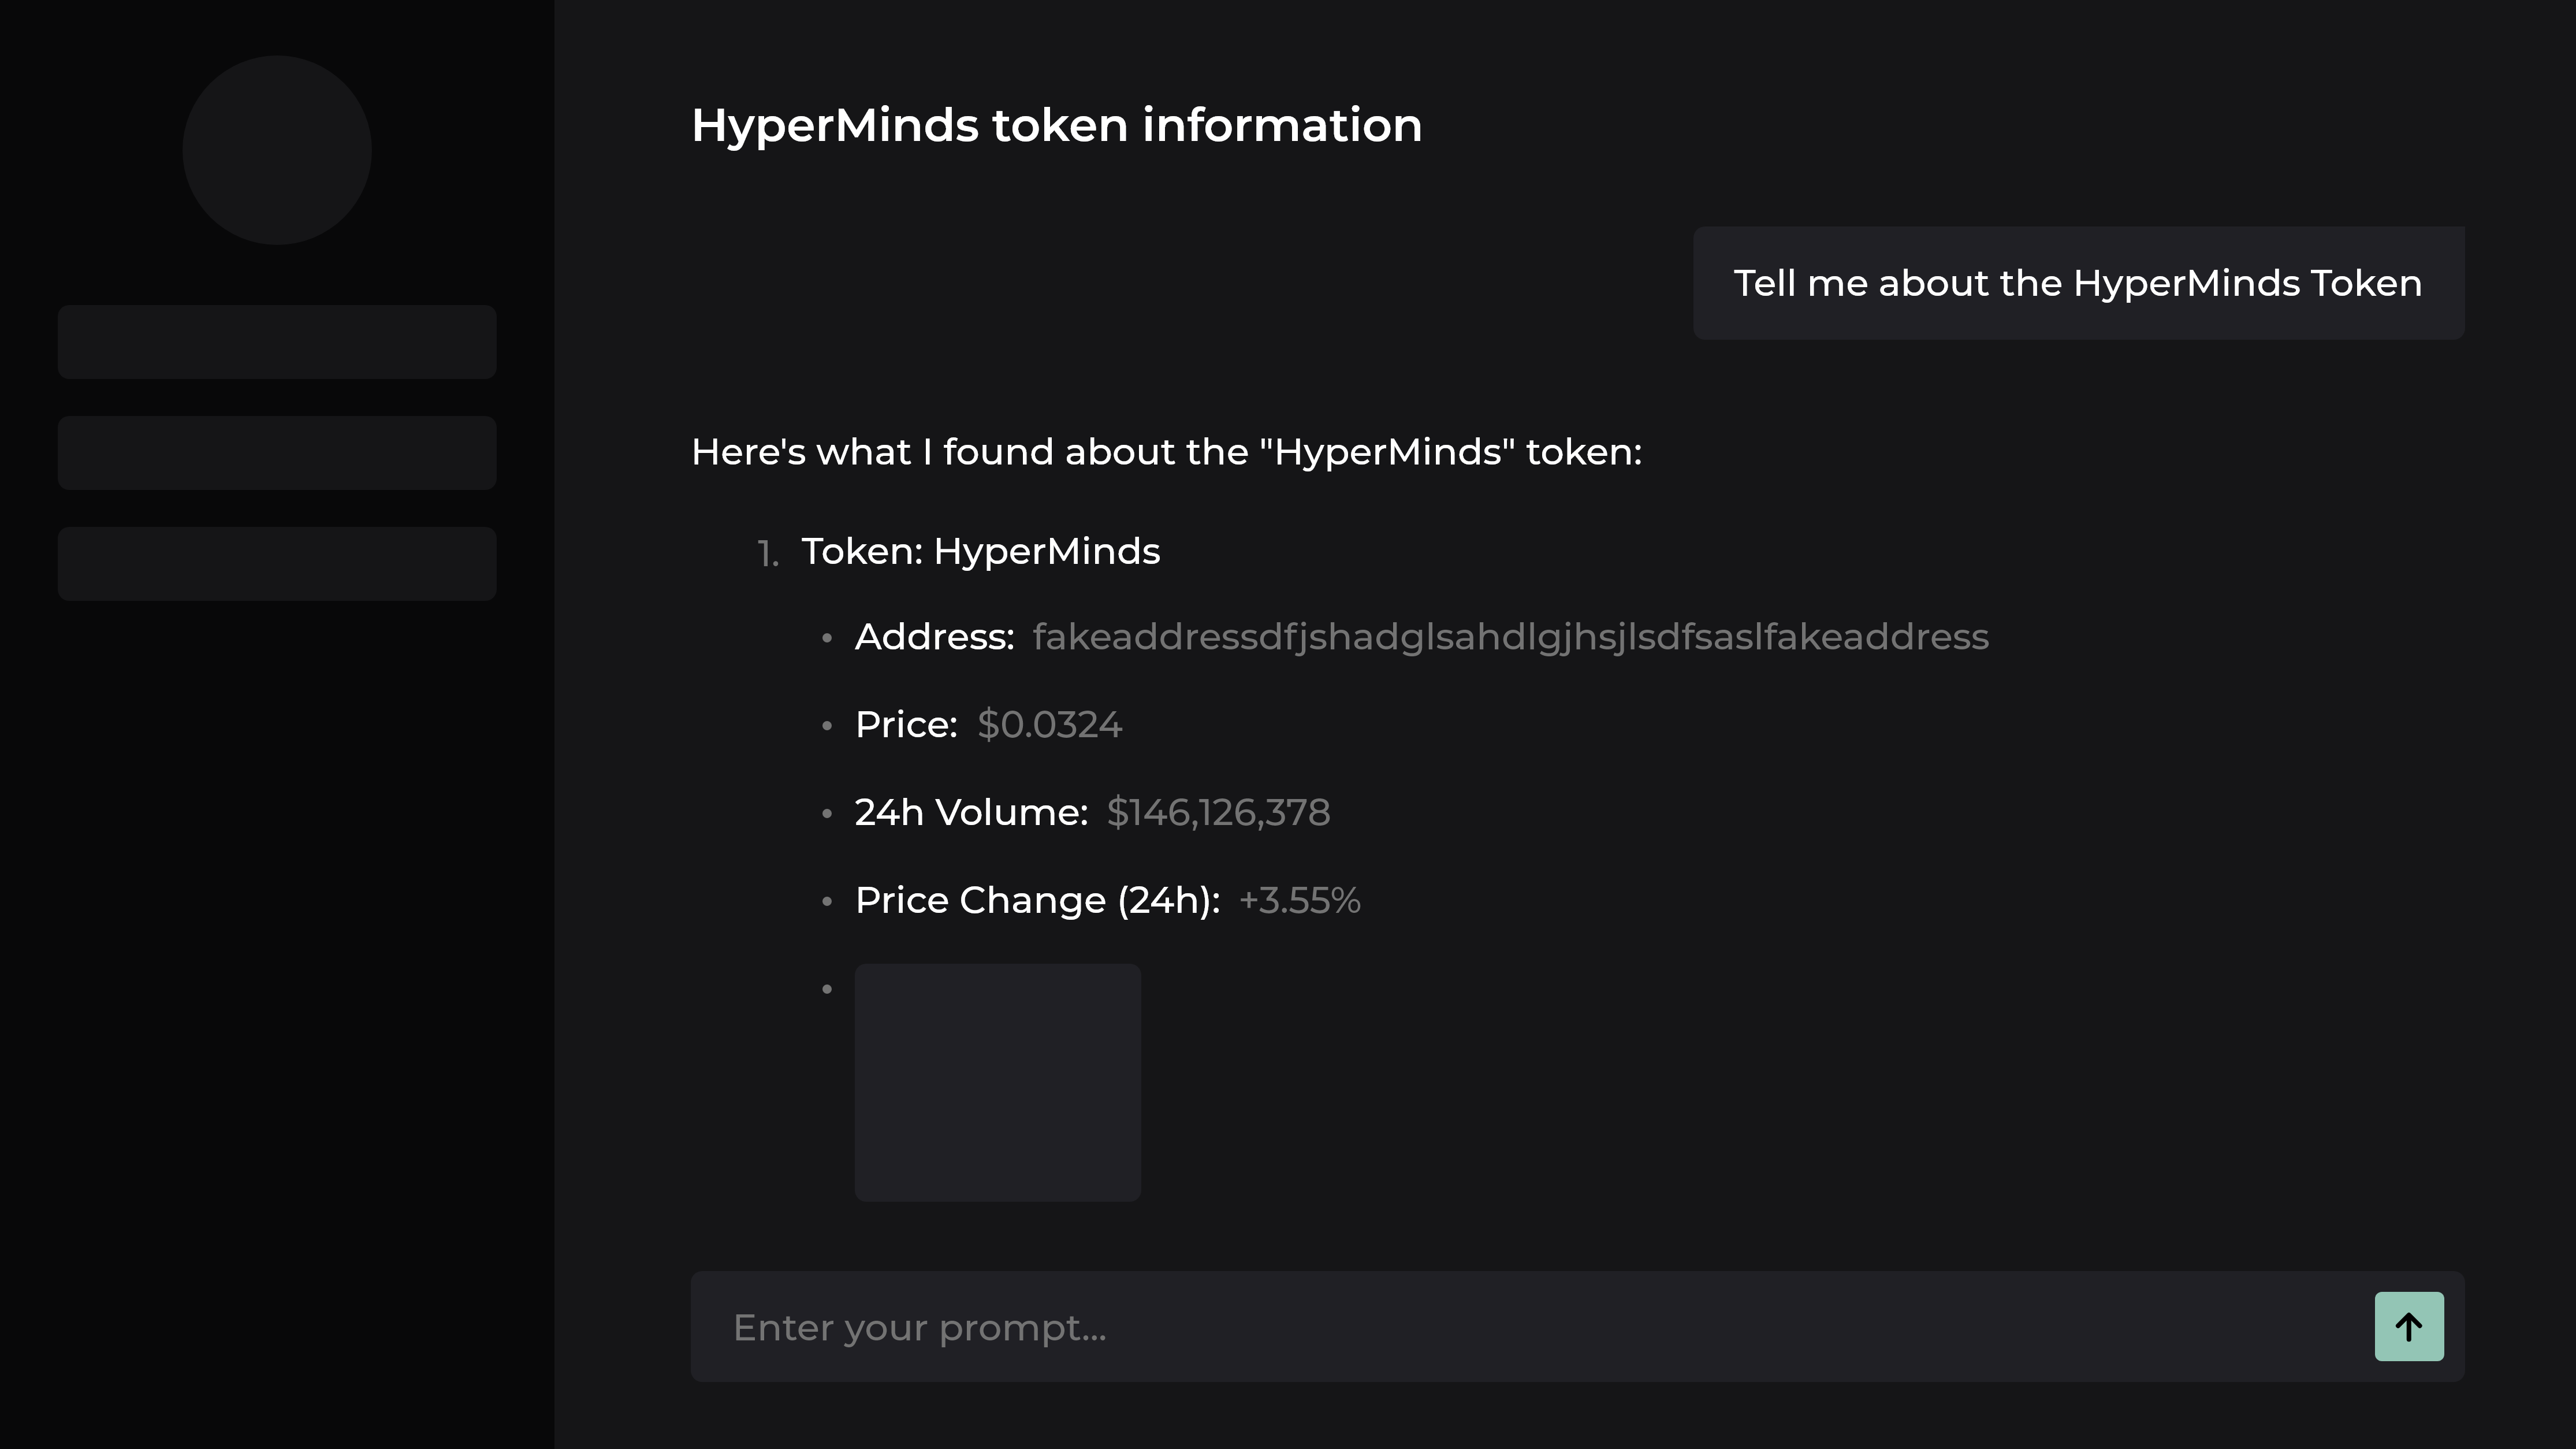 HyperMinds token information
Tell me about the HyperMinds Token
Here's what I found about the "HyperMinds" token:
1. Token: HyperMinds
• Address: fakeaddressdfjshadglsahdlgjhsjlsdfsaslfakeaddress
• Price: $0.0324
• 24h Volume: $146,126,378
• Price Change (24h): +3.55%
•
Enter your prompt...